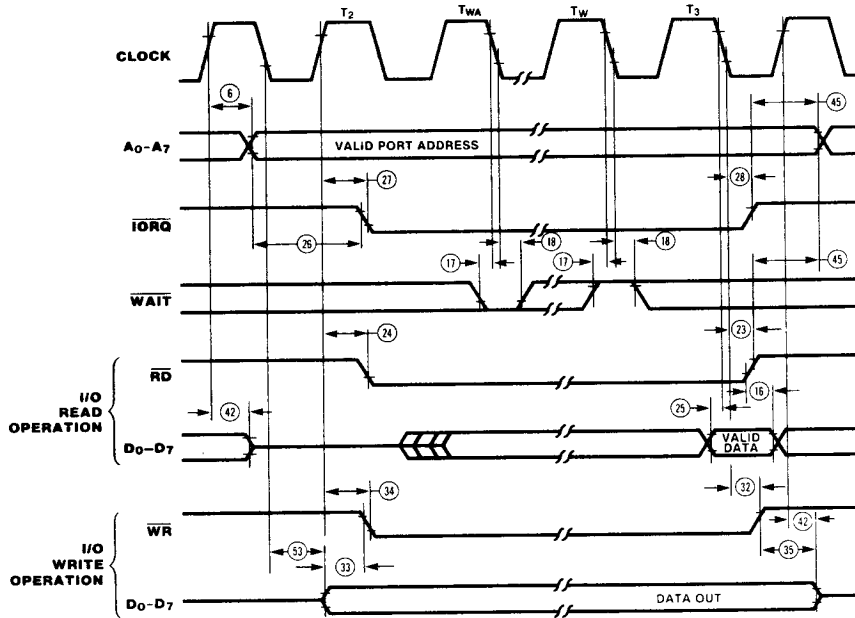 T2 TWA TW T3
CLOCK
6 45
A0-A7 VALID PORT ADDRESS
27 28
IORQ
26 17 18 17 18
45
WAIT
24 23
RD
I/O
READ
OPERATION
42 25 16
D0-D7 VALID
DATA
34 32
WR 42
I/O
WRITE
OPERATION
53 33 35
D0-D7 DATA OUT